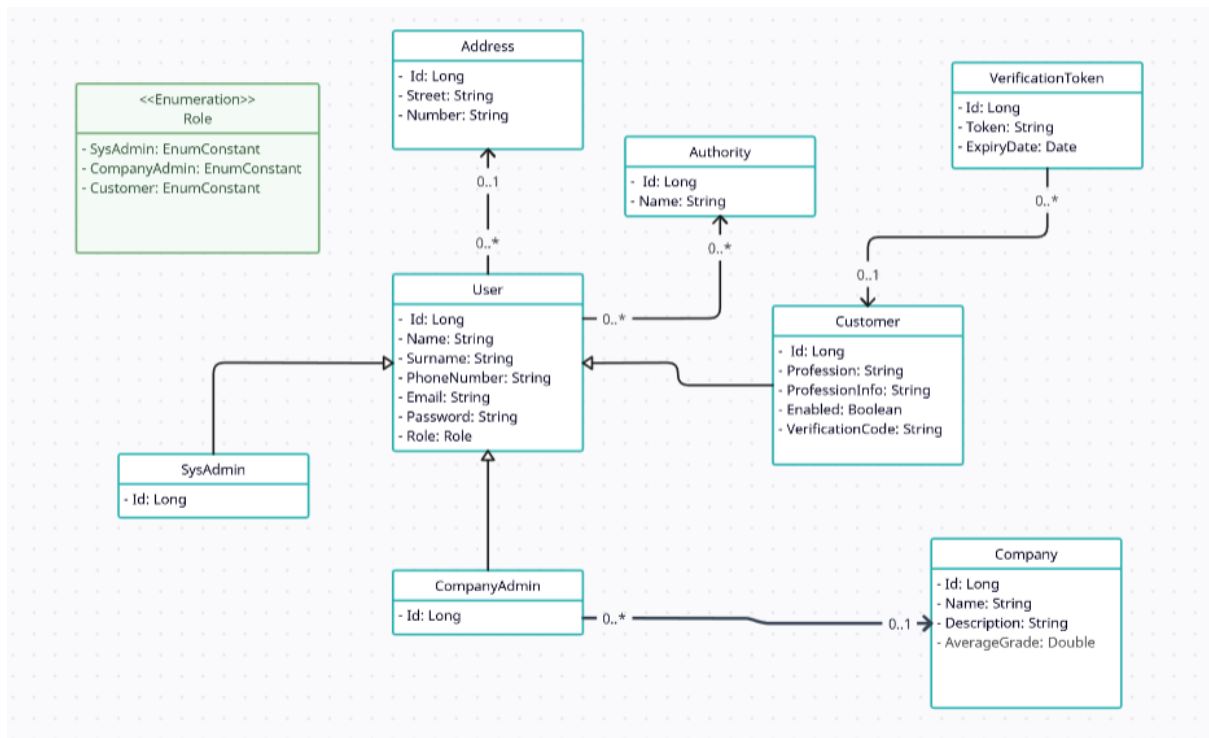 <<Enumeration>>
Role
- SysAdmin: EnumConstant
- CompanyAdmin: EnumConstant
- Customer: EnumConstant
Address
- Id: Long
- Street: String
- Number: String
0..1
0..*
Authority
- Id: Long
- Name: String
0..*
0..*
VerificationToken
- Id: Long
- Token: String
- ExpiryDate: Date
0..*
0..1
User
- Id: Long
- Name: String
- Surname: String
- PhoneNumber: String
- Email: String
- Password: String
- Role: Role
Customer
- Id: Long
- Profession: String
- ProfessionInfo: String
- Enabled: Boolean
- VerificationCode: String
SysAdmin
- Id: Long
CompanyAdmin
- Id: Long
0..*
0..1
Company
- Id: Long
- Name: String
- Description: String
- AverageGrade: Double